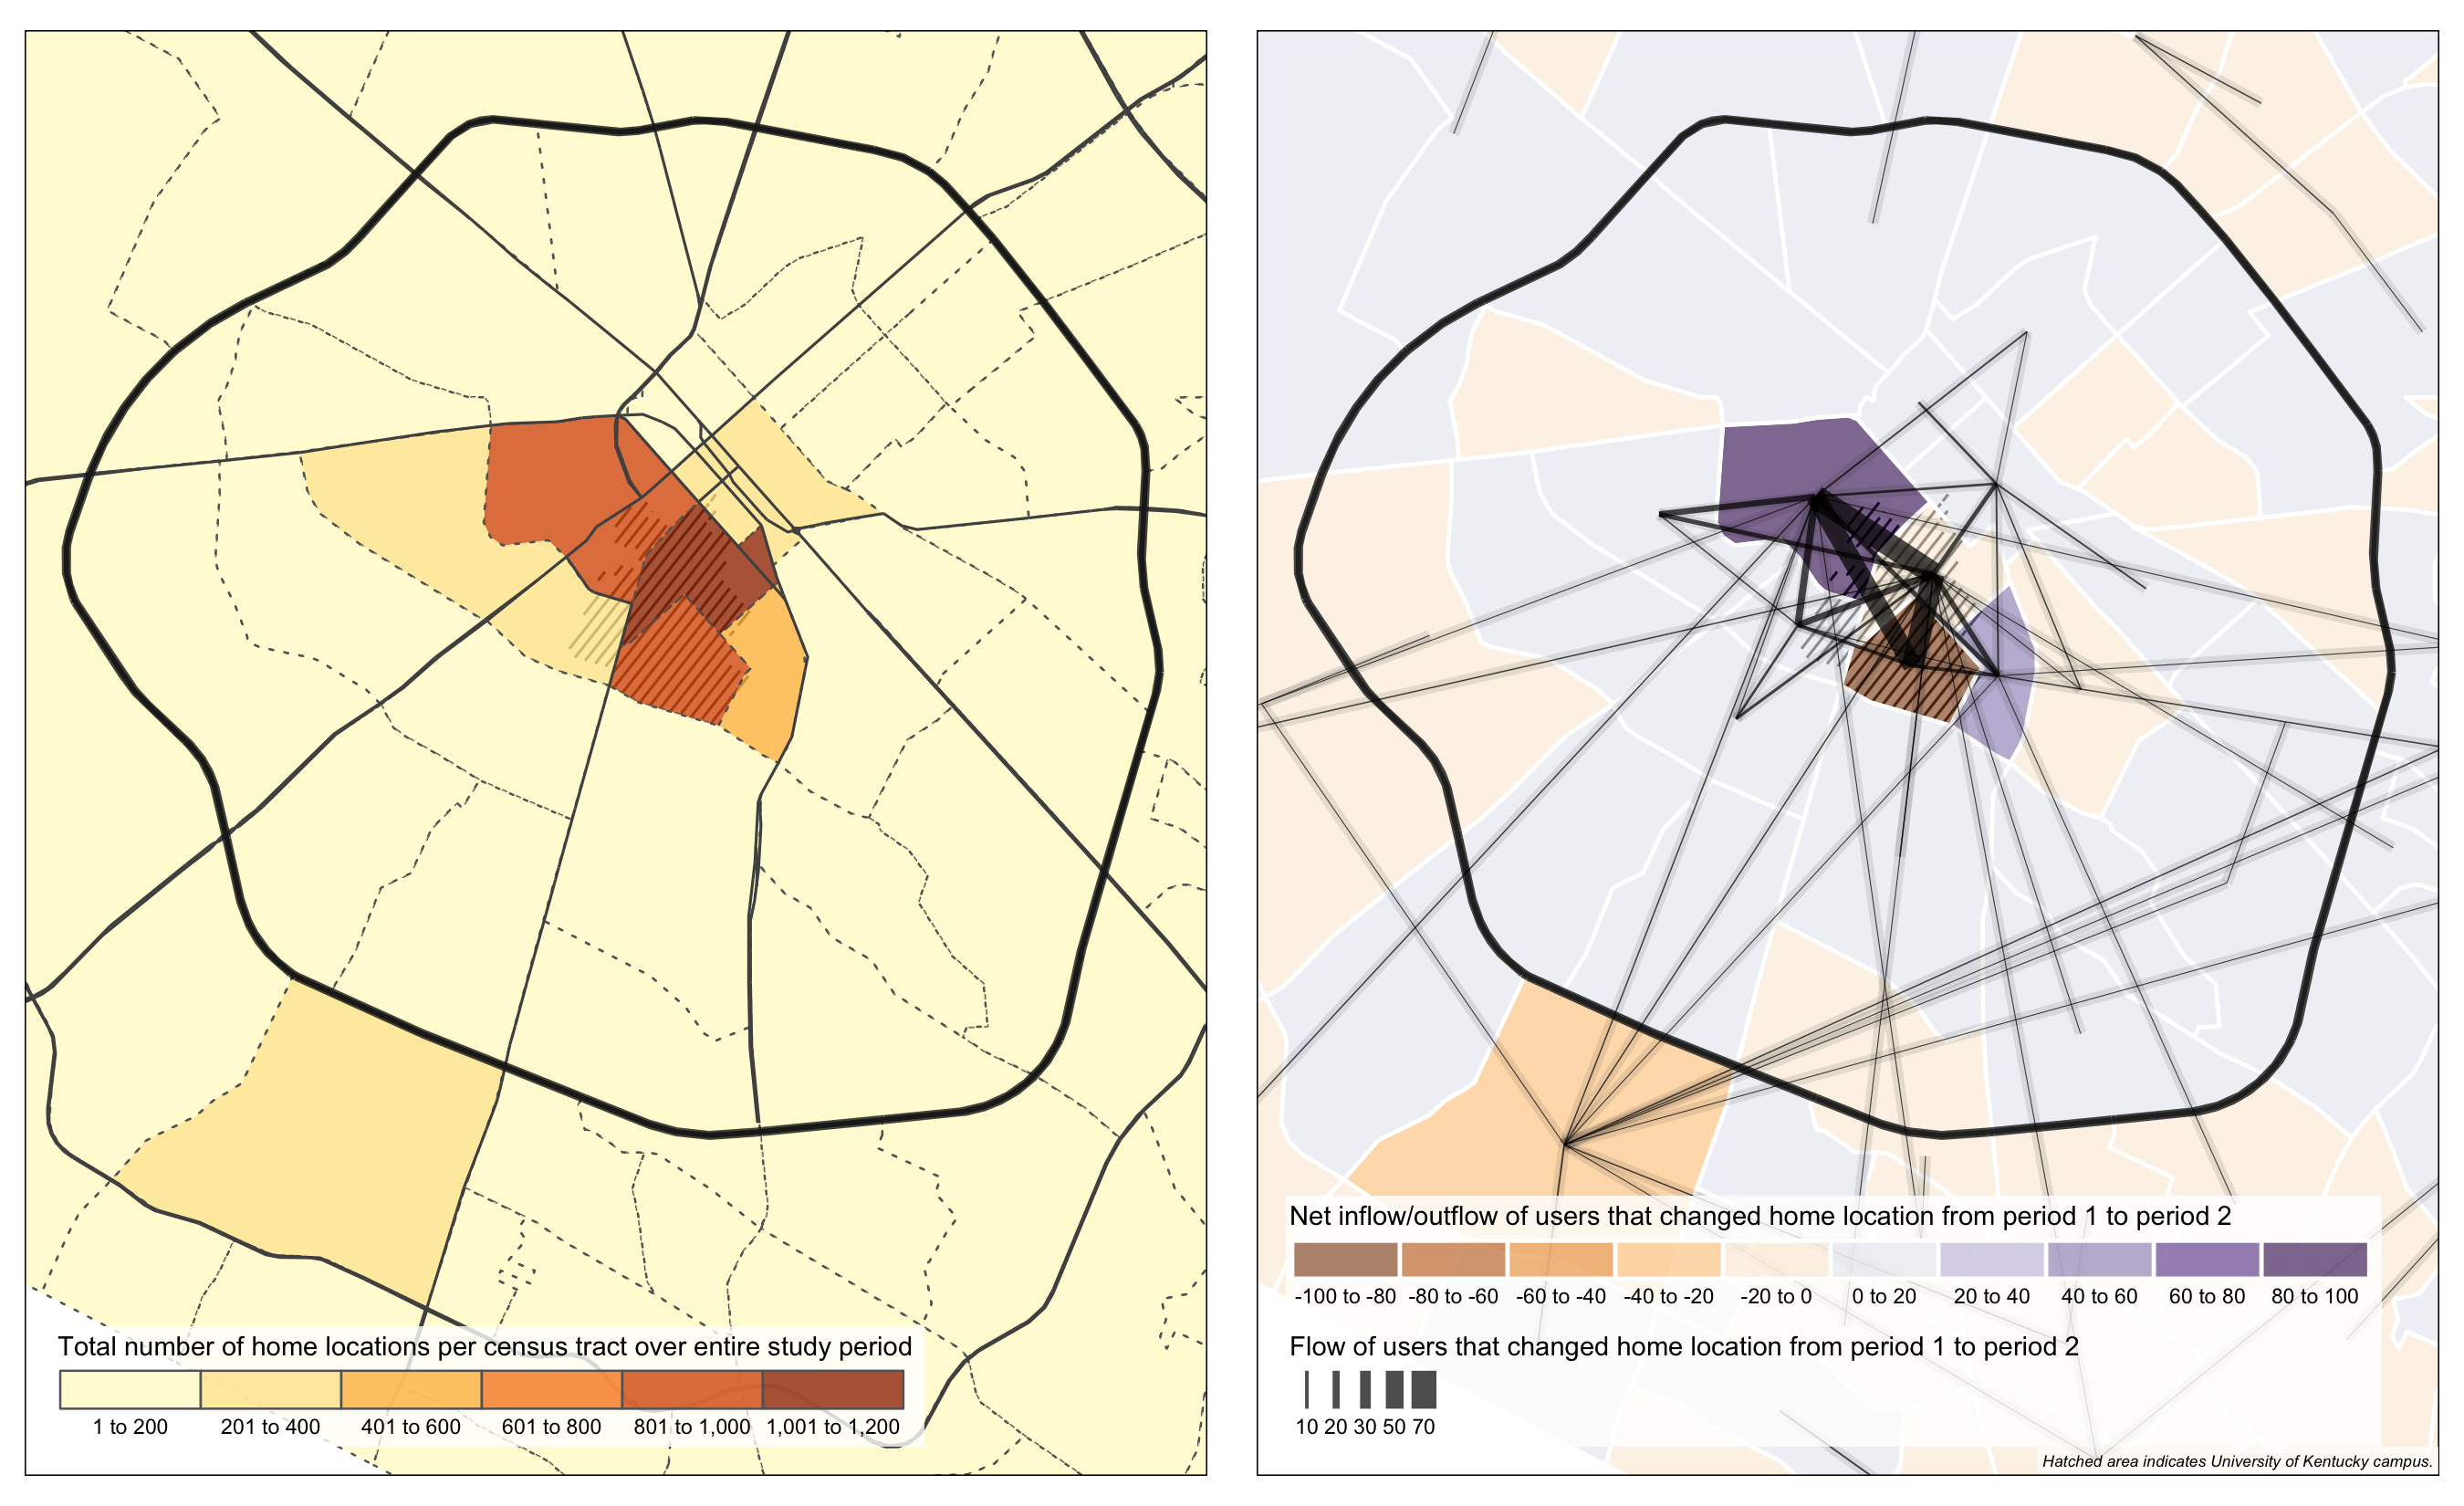 Total number of home locations per census tract over entire study period
1 to 200 201 to 400 401 to 600 601 to 800 801 to 1,000 1,001 to 1,200
Net inflow/outflow of users that changed home location from period 1 to period 2
-100 to -80 -80 to -60 -60 to -40 -40 to -20 -20 to 0 0 to 20 20 to 40 40 to 60 60 to 80 80 to 100
Flow of users that changed home location from period 1 to period 2
10 20 30 50 70
Hatched area indicates University of Kentucky campus.